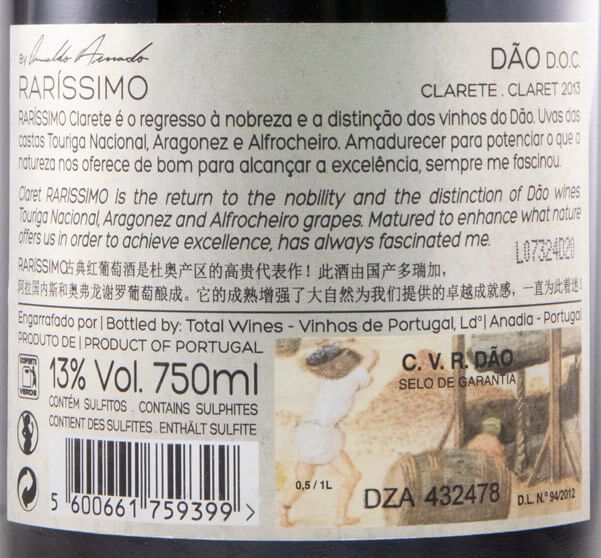 By Osvaldo Amado
RARÍSSIMO
DÃO D.O.C.
CLARETE . CLARET 2013
RARÍSSIMO Clarete é o regresso à nobreza e a distinção dos vinhos do Dão. Uvas das
castas Touriga Nacional, Aragonez e Alfrocheiro. Amadurecer para potenciar o que a
natureza nos oferece de bom para alcançar a excelência, sempre me fascinou.
Claret RARISSIMO is the return to the nobility and the distinction of Dão wines.
Touriga Nacional, Aragonez and Alfrocheiro grapes. Matured to enhance what nature
offers us in order to achieve excellence, has always fascinated me.
L07324D20
RARÍSSIMO古典红葡萄酒是杜奥产区的高贵代表作！此酒由国产多瑞加，
阿拉国内斯和奥弗龙谢罗葡萄酿成。它的成熟增强了大自然为我们提供的卓越成就感，一直为此着迷！
Engarrafado por | Bottled by: Total Wines - Vinhos de Portugal, Ldª| Anadia - Portugal
PRODUTO DE | PRODUCT OF PORTUGAL
PONTO VERDE
13% Vol. 750ml
CONTÉM SULFITOS . CONTAINS SULPHITES
CONTIENT DES SULFITES . ENTHÄLT SULFITE
5 600661 759399 >
C. V. R. DÃO
SELO DE GARANTIA
0,5 / 1L
DZA 432478
D.L. N.º 94/2012